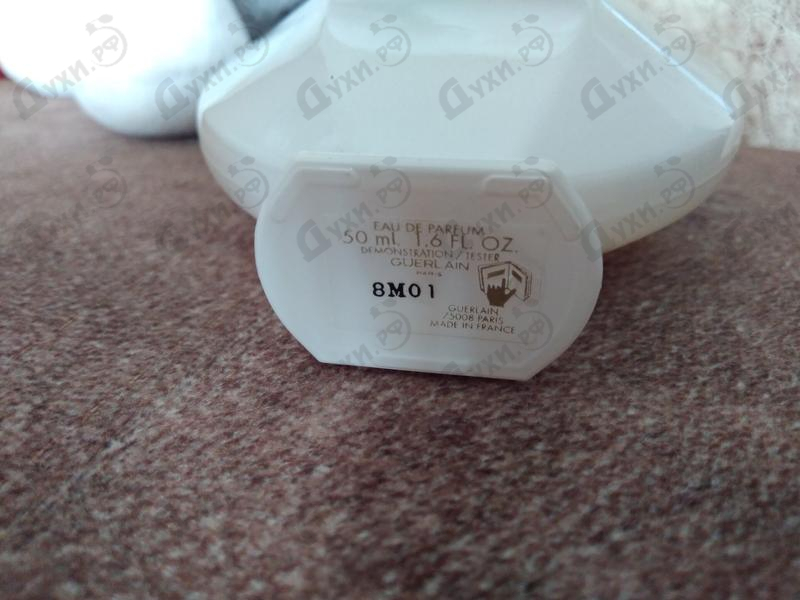 EAU DE PARFUM
50 ml. 1.6 FL. OZ.
DEMONSTRATION / TESTER
GUERLAIN
PARIS
8M01
GUERLAIN
75008 PARIS
MADE IN FRANCE
Духи.РФ